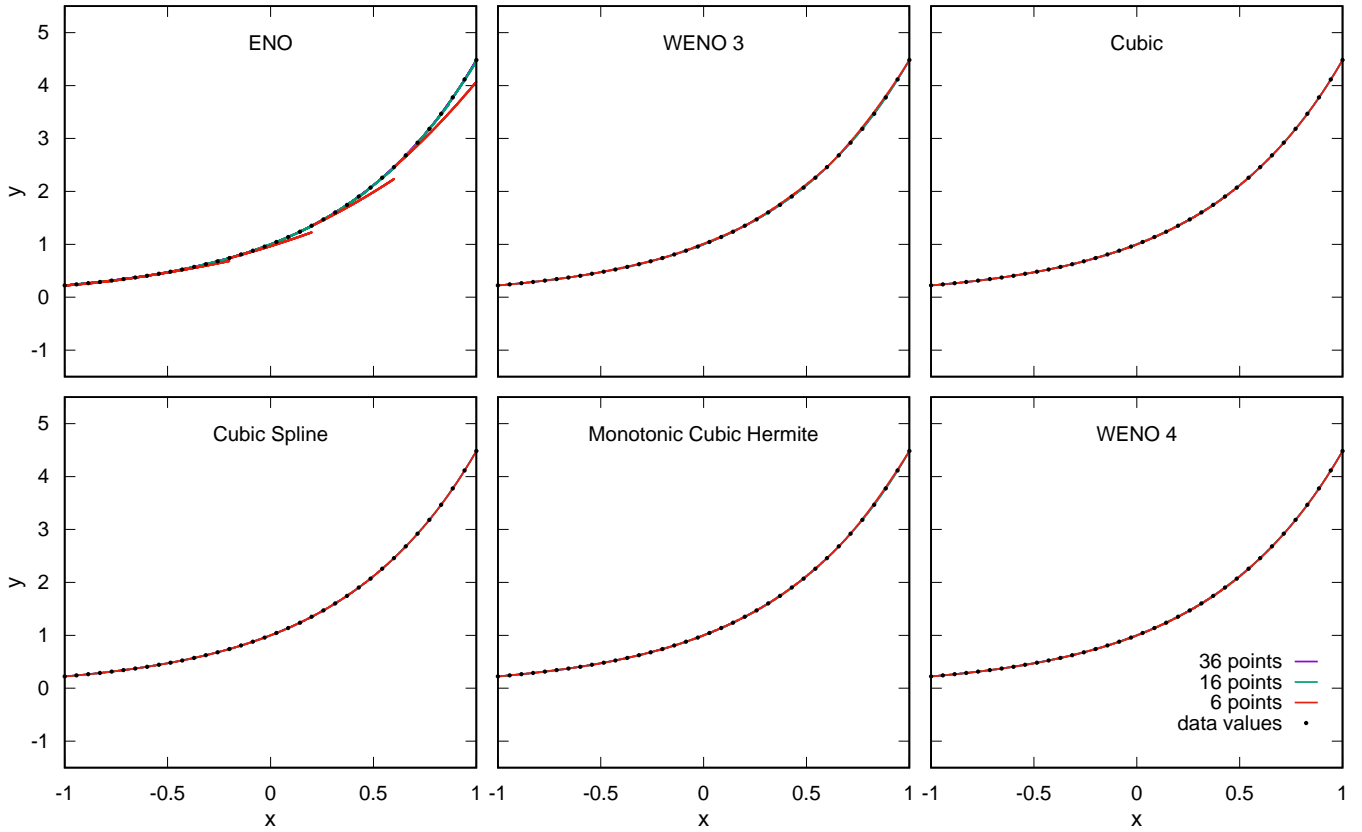 ENO
WENO 3
Cubic
5
4
3
2
1
0
-1
y
Cubic Spline
Monotonic Cubic Hermite
WENO 4
5
4
3
2
1
0
-1
y
36 points
16 points
6 points
data values
-1 -0.5 0 0.5 1
-0.5 0 0.5 1
-0.5 0 0.5 1
x
x
x